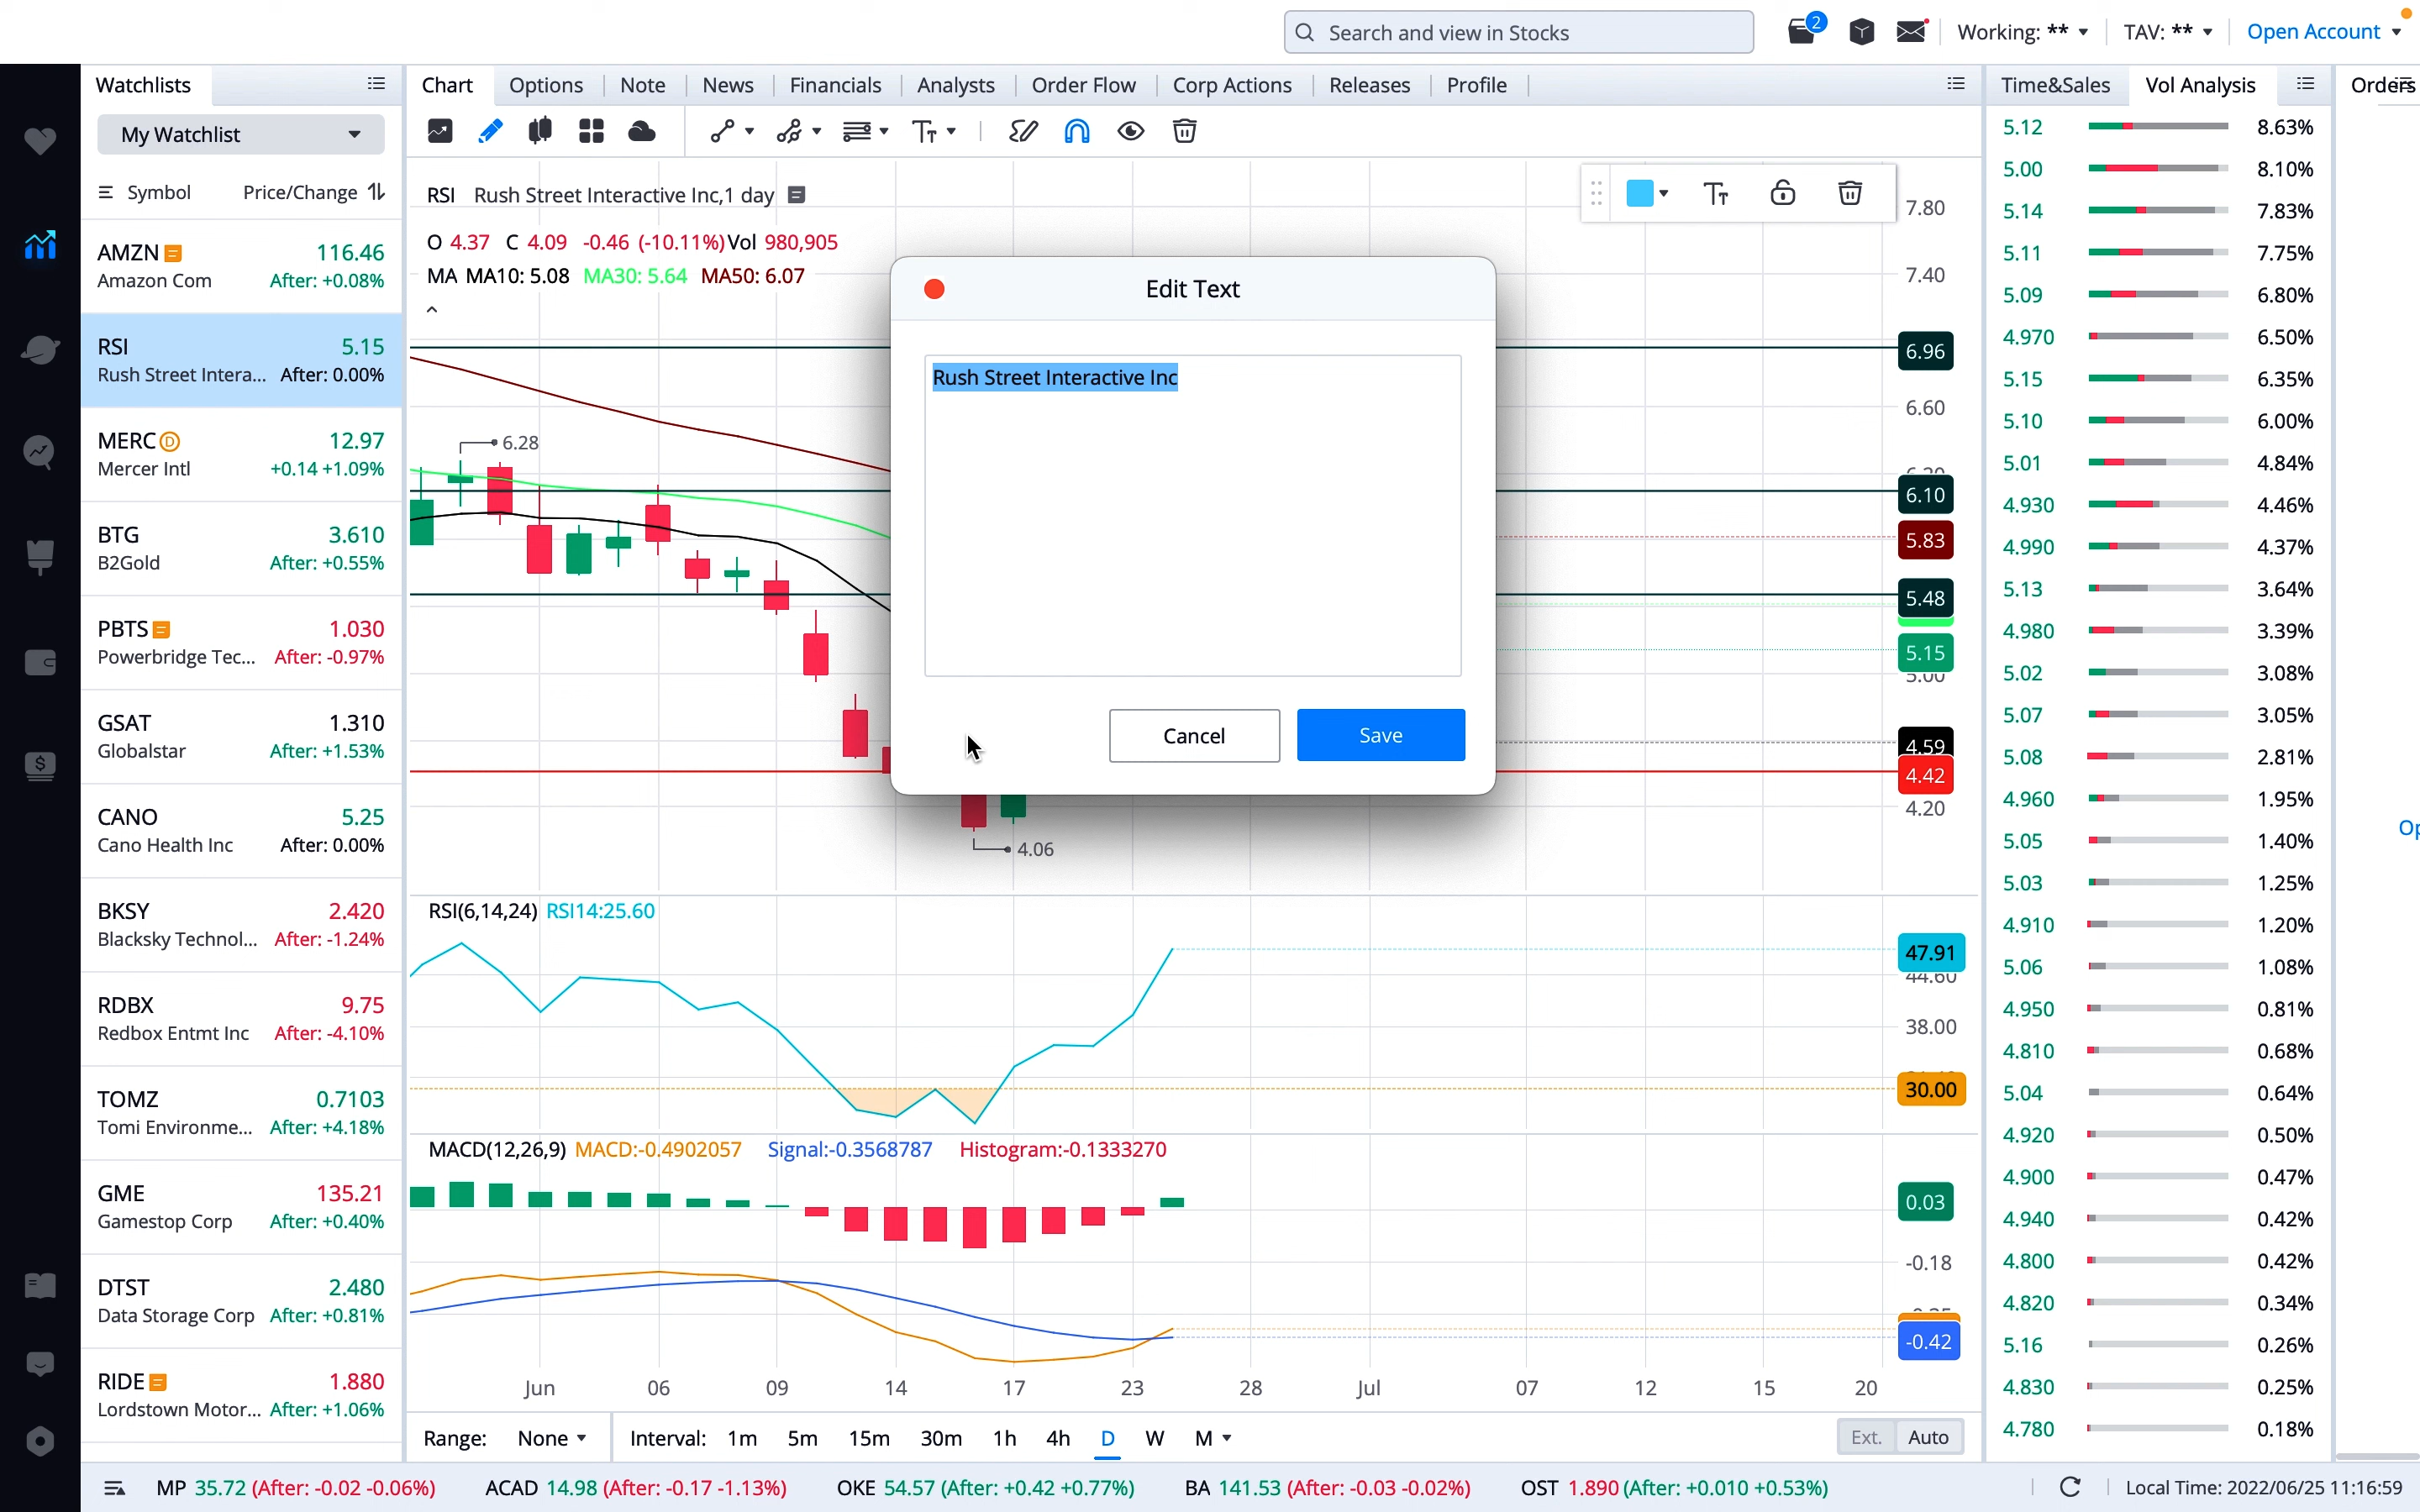 Search and view in Stocks
2
Working: **
TAV: **
Open Account
Watchlists
My Watchlist
Symbol Price/Change
AMZN 116.46
Amazon Com After: +0.08%
RSI 5.15
Rush Street Intera... After: 0.00%
MERC D 12.97
Mercer Intl +0.14 +1.09%
BTG 3.610
B2Gold After: +0.55%
PBTS 1.030
Powerbridge Tec... After: -0.97%
GSAT 1.310
Globalstar After: +1.53%
CANO 5.25
Cano Health Inc After: 0.00%
BKSY 2.420
Blacksky Technol... After: -1.24%
RDBX 9.75
Redbox Entmt Inc After: -4.10%
TOMZ 0.7103
Tomi Environme... After: +4.18%
GME 135.21
Gamestop Corp After: +0.40%
DTST 2.480
Data Storage Corp After: +0.81%
RIDE 1.880
Lordstown Motor... After: +1.06%
Chart Options Note News Financials Analysts Order Flow Corp Actions Releases Profile
RSI Rush Street Interactive Inc,1 day
O 4.37 C 4.09 -0.46 (-10.11%) Vol 980,905
MA MA10: 5.08 MA30: 5.64 MA50: 6.07
6.28
4.06
Edit Text
Rush Street Interactive Inc
Cancel
Save
7.80
7.40
6.96
6.60
6.10
5.83
5.48
5.15
5.00
4.59
4.42
4.20
RSI(6,14,24) RSI14:25.60
47.91
44.60
38.00
30.00
MACD(12,26,9) MACD:-0.4902057 Signal:-0.3568787 Histogram:-0.1333270
0.03
-0.18
-0.42
Jun 06 09 14 17 23 28 Jul 07 12 15 20
Range: None Interval: 1m 5m 15m 30m 1h 4h D W M
Ext. Auto
Time&Sales Vol Analysis
5.12 8.63%
5.00 8.10%
5.14 7.83%
5.11 7.75%
5.09 6.80%
4.970 6.50%
5.15 6.35%
5.10 6.00%
5.01 4.84%
4.930 4.46%
4.990 4.37%
5.13 3.64%
4.980 3.39%
5.02 3.08%
5.07 3.05%
5.08 2.81%
4.960 1.95%
5.05 1.40%
5.03 1.25%
4.910 1.20%
5.06 1.08%
4.950 0.81%
4.810 0.68%
5.04 0.64%
4.920 0.50%
4.900 0.47%
4.940 0.42%
4.800 0.42%
4.820 0.34%
5.16 0.26%
4.830 0.25%
4.780 0.18%
Orders
MP 35.72 (After: -0.02 -0.06%) ACAD 14.98 (After: -0.17 -1.13%) OKE 54.57 (After: +0.42 +0.77%) BA 141.53 (After: -0.03 -0.02%) OST 1.890 (After: +0.010 +0.53%)
Local Time: 2022/06/25 11:16:59